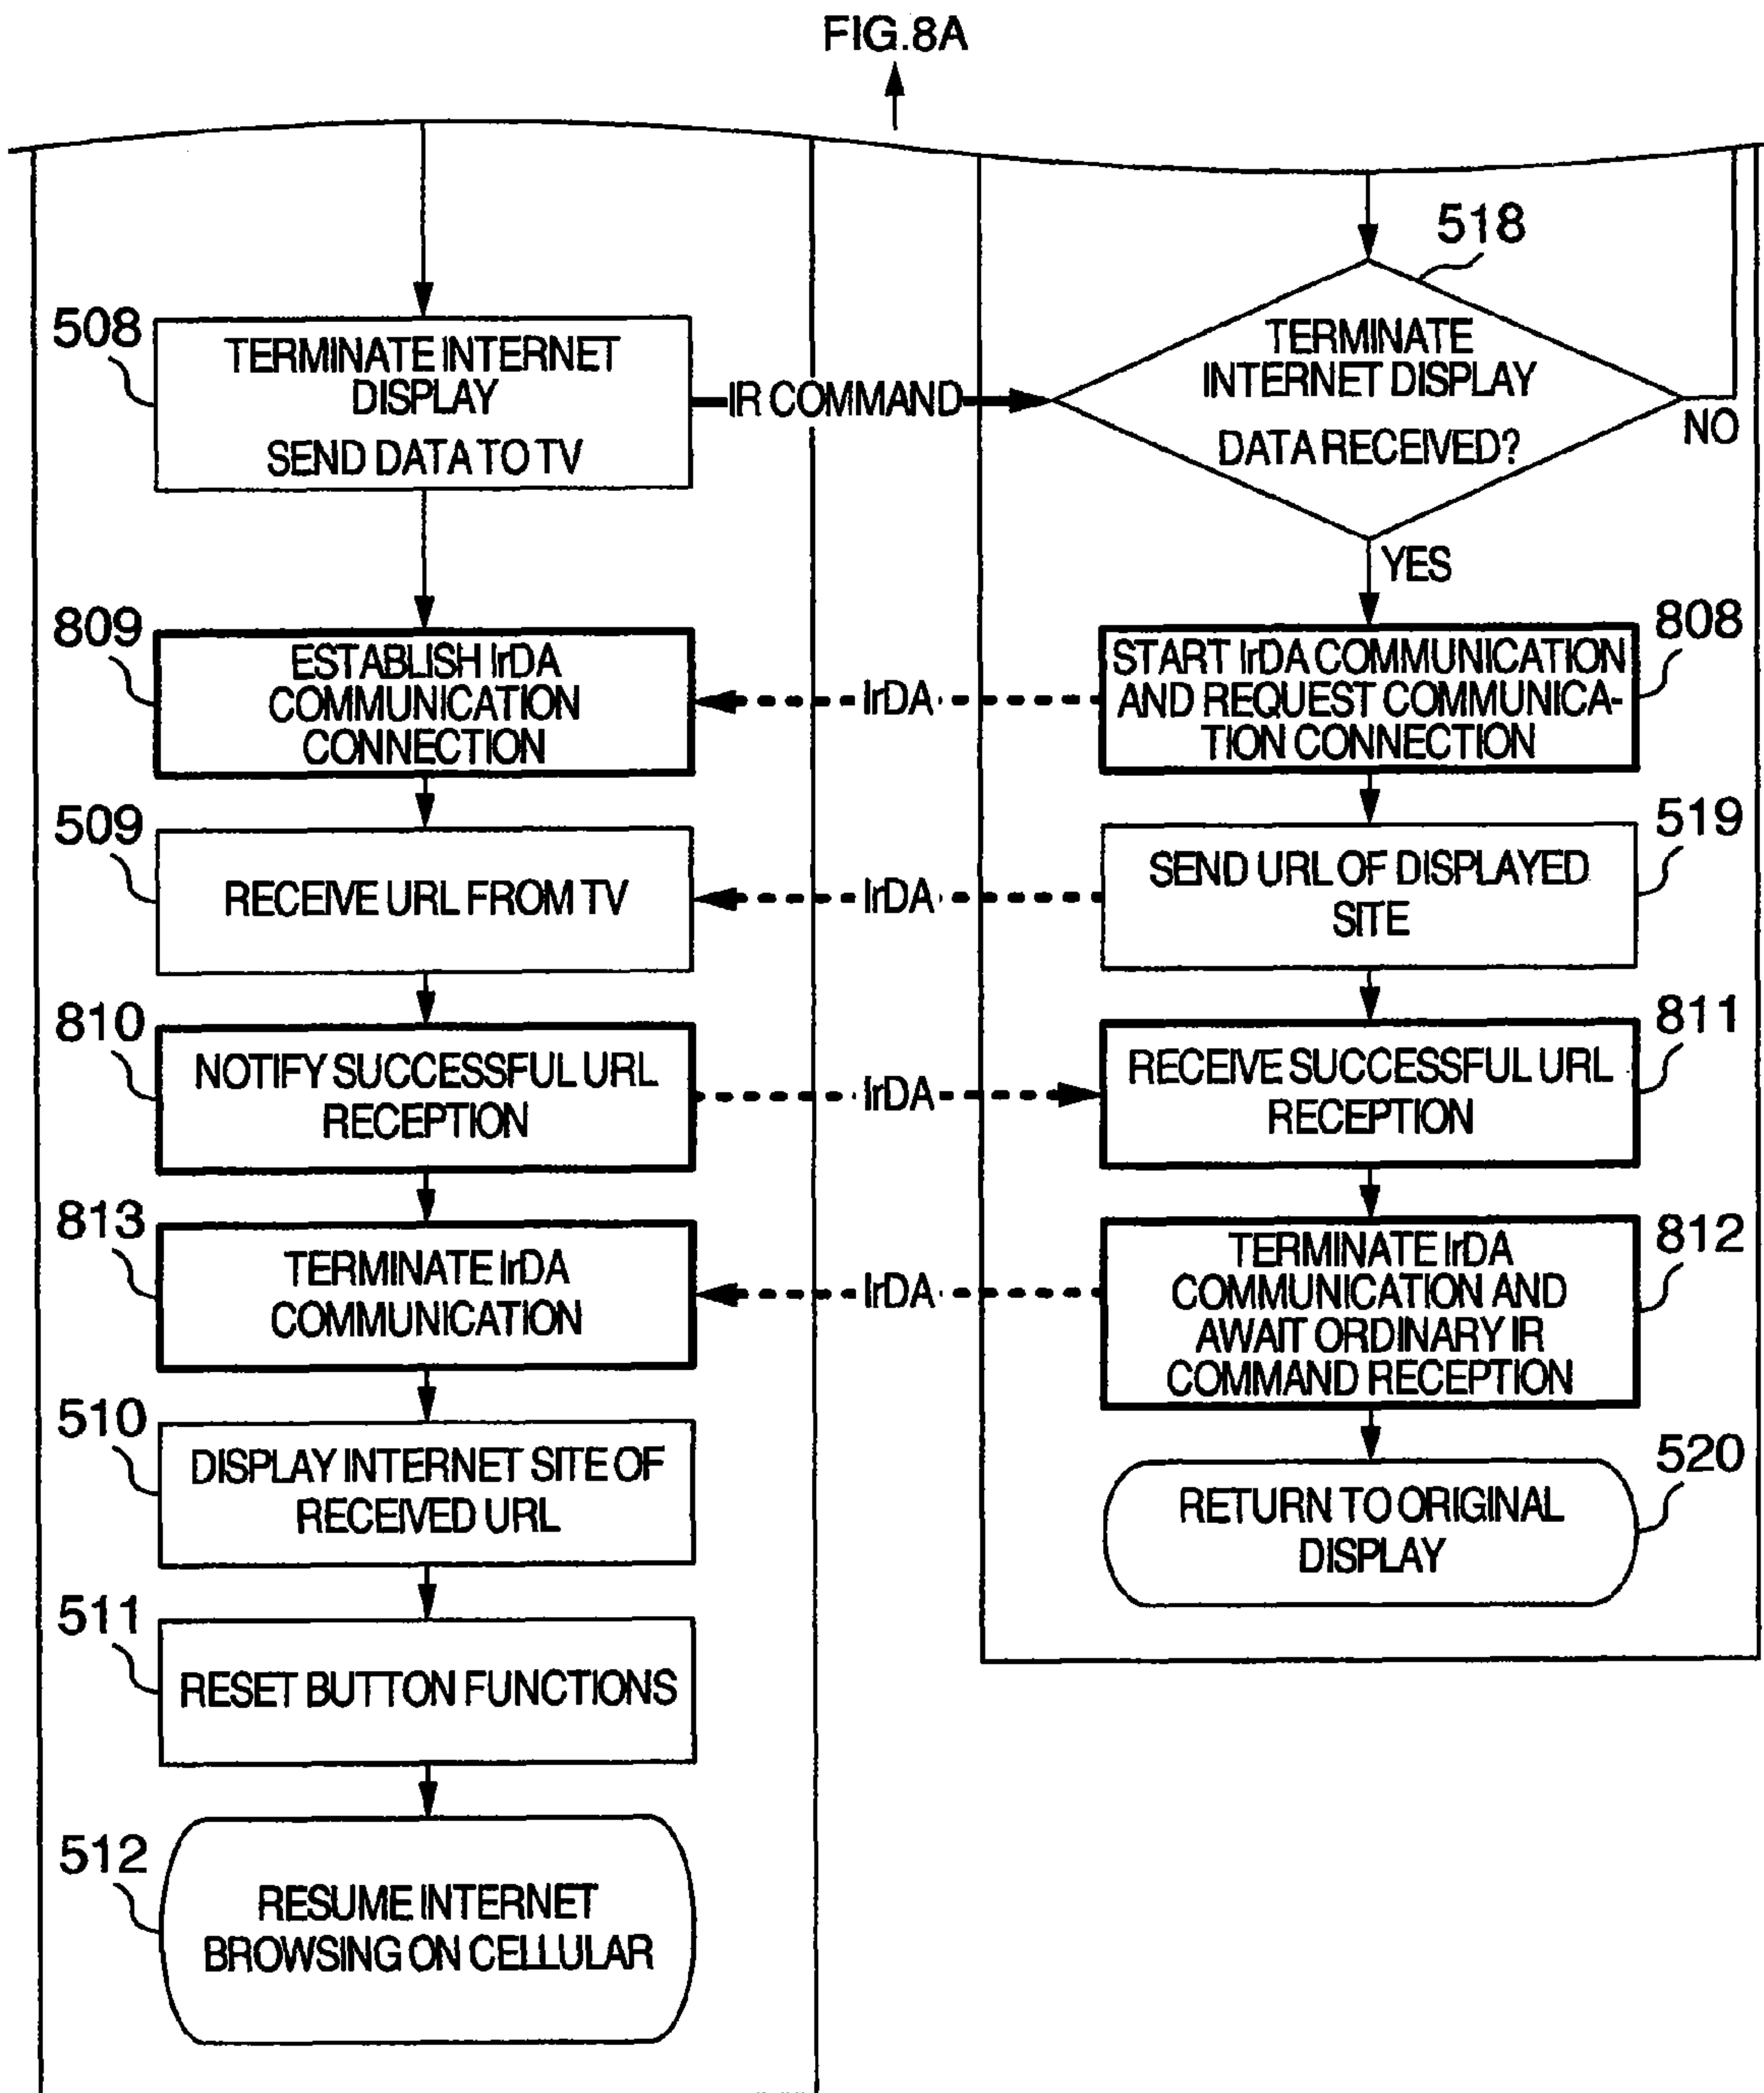 FIG.8A
508
TERMINATE INTERNET
DISPLAY
SEND DATA TO TV
IR COMMAND
518
TERMINATE
INTERNET DISPLAY
DATA RECEIVED?
NO
YES
809
ESTABLISH IrDA
COMMUNICATION
CONNECTION
IrDA
808
START IrDA COMMUNICATION
AND REQUEST COMMUNICA-
TION CONNECTION
509
RECEIVE URL FROM TV
IrDA
519
SEND URL OF DISPLAYED
SITE
810
NOTIFY SUCCESSFUL URL
RECEPTION
IrDA
811
RECEIVE SUCCESSFUL URL
RECEPTION
813
TERMINATE IrDA
COMMUNICATION
IrDA
812
TERMINATE IrDA
COMMUNICATION AND
AWAIT ORDINARY IR
COMMAND RECEPTION
510
DISPLAY INTERNET SITE OF
RECEIVED URL
520
RETURN TO ORIGINAL
DISPLAY
511
RESET BUTTON FUNCTIONS
512
RESUME INTERNET
BROWSING ON CELLULAR